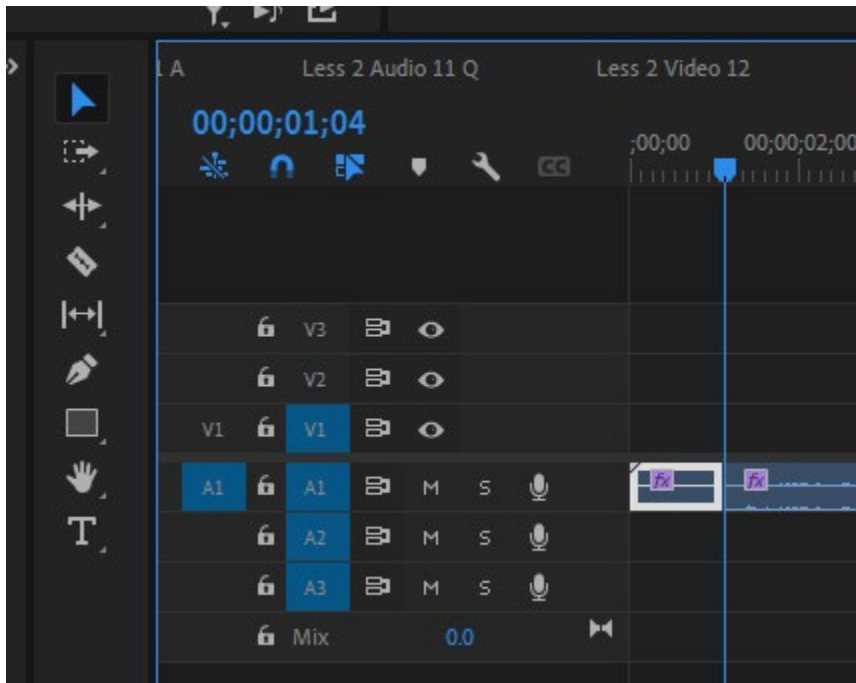 1 A Less 2 Audio 11 Q Less 2 Video 12
00;00;01;04
;00;00 00;00;02;00
CC
V3
V2
V1 V1
A1 A1 M S fx fx
A2 M S
A3 M S
Mix 0.0
T